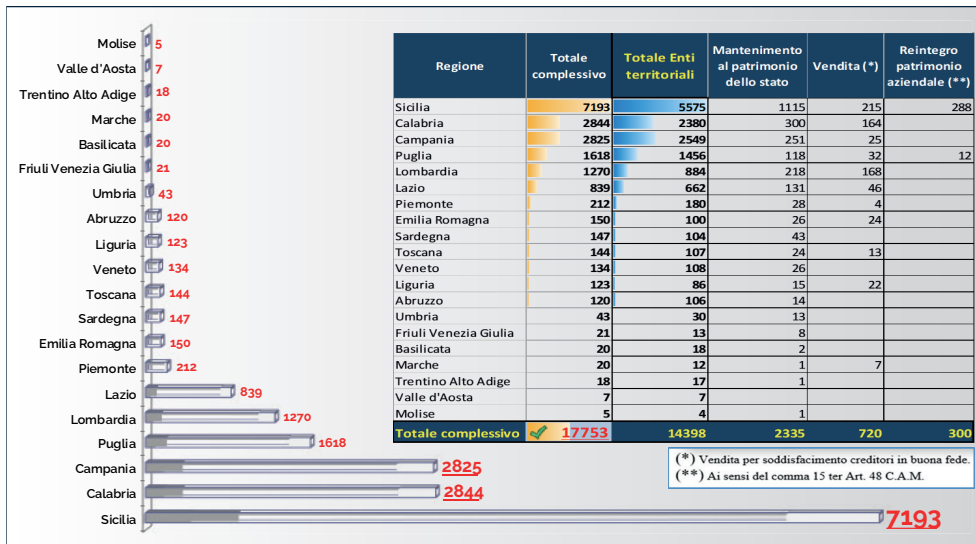 Molise 5
Valle d'Aosta 7
Trentino Alto Adige 18
Marche 20
Basilicata 20
Friuli Venezia Giulia 21
Umbria 43
Abruzzo 120
Liguria 123
Veneto 134
Toscana 144
Sardegna 147
Emilia Romagna 150
Piemonte 212
Lazio 839
Lombardia 1270
Puglia 1618
Campania 2825
Calabria 2844
Sicilia 7193
Regione Totale complessivo Totale Enti territoriali Mantenimento al patrimonio dello stato Vendita (*) Reintegro patrimonio aziendale (**)
Sicilia 7193 5575 1115 215 288
Calabria 2844 2380 300 164
Campania 2825 2549 251 25
Puglia 1618 1456 118 32 12
Lombardia 1270 884 218 168
Lazio 839 662 131 46
Piemonte 212 180 28 4
Emilia Romagna 150 100 26 24
Sardegna 147 104 43
Toscana 144 107 24 13
Veneto 134 108 26
Liguria 123 86 15 22
Abruzzo 120 106 14
Umbria 43 30 13
Friuli Venezia Giulia 21 13 8
Basilicata 20 18 2
Marche 20 12 1 7
Trentino Alto Adige 18 17 1
Valle d'Aosta 7 7
Molise 5 4 1
Totale complessivo 17753 14398 2335 720 300
(*) Vendita per soddisfacimento creditori in buona fede.
(**) Ai sensi del comma 15 ter Art. 48 C.A.M.